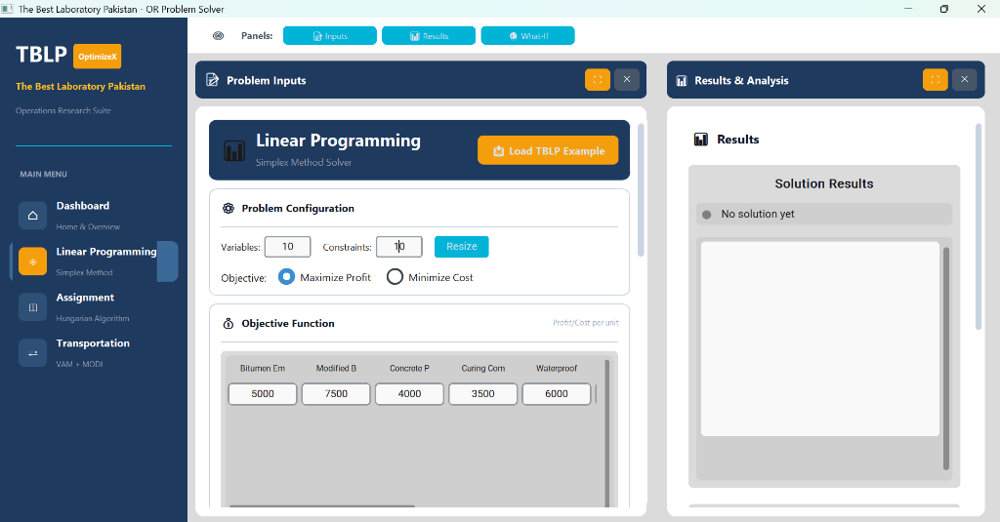 The Best Laboratory Pakistan - OR Problem Solver
TBLP OptimizeX
The Best Laboratory Pakistan
Operations Research Suite
MAIN MENU
Dashboard
Home & Overview
Linear Programming
Simplex Method
Assignment
Hungarian Algorithm
Transportation
VAM + MODI
Panels: Inputs Results What-If
Problem Inputs
Linear Programming
Simplex Method Solver
Load TBLP Example
Problem Configuration
Variables: 10 Constraints: 10 Resize
Objective: Maximize Profit Minimize Cost
Objective Function Profit/Cost per unit
Bitumen Em Modified B Concrete P Curing Com Waterproof
5000 7500 4000 3500 6000
Results & Analysis
Results
Solution Results
No solution yet